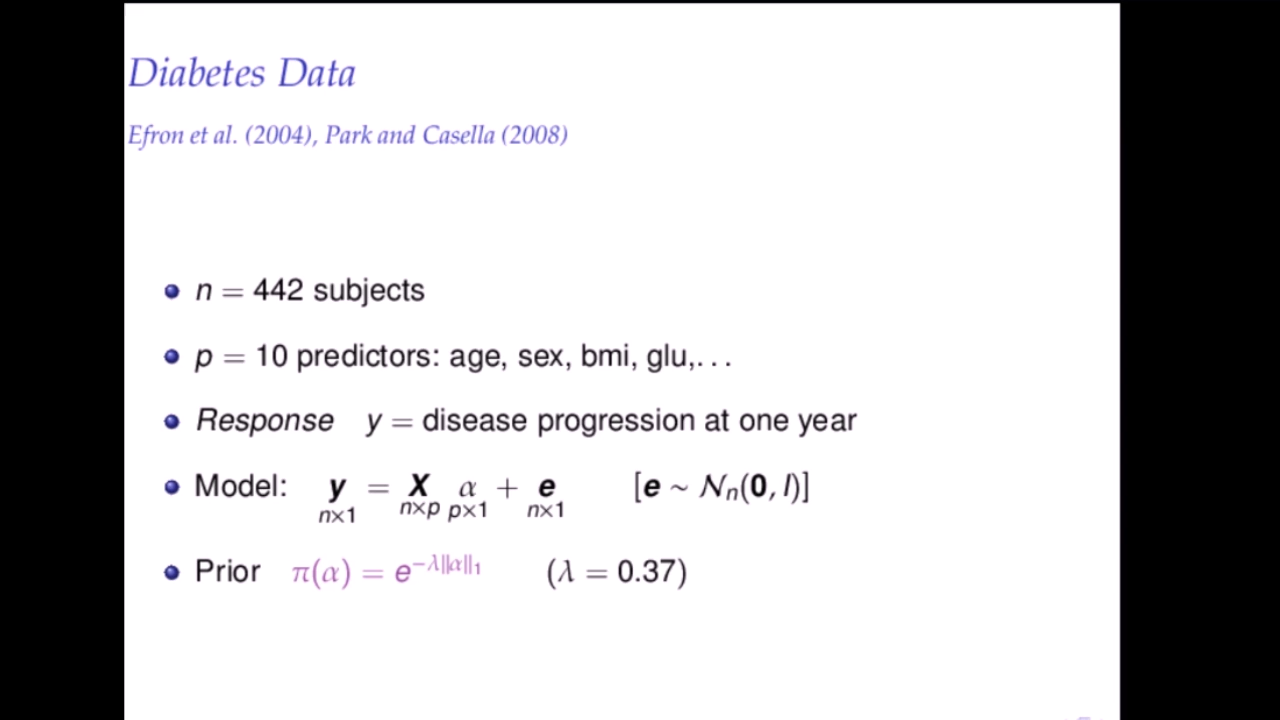 Diabetes Data
Efron et al. (2004), Park and Casella (2008)
• n = 442 subjects
• p = 10 predictors: age, sex, bmi, glu,. . .
• Response y = disease progression at one year
• Model: y = X α + e [e ~ 𝒩n(0, I)]
n×1 n×p p×1 n×1
• Prior π(α) = e^−λ‖α‖₁ (λ = 0.37)